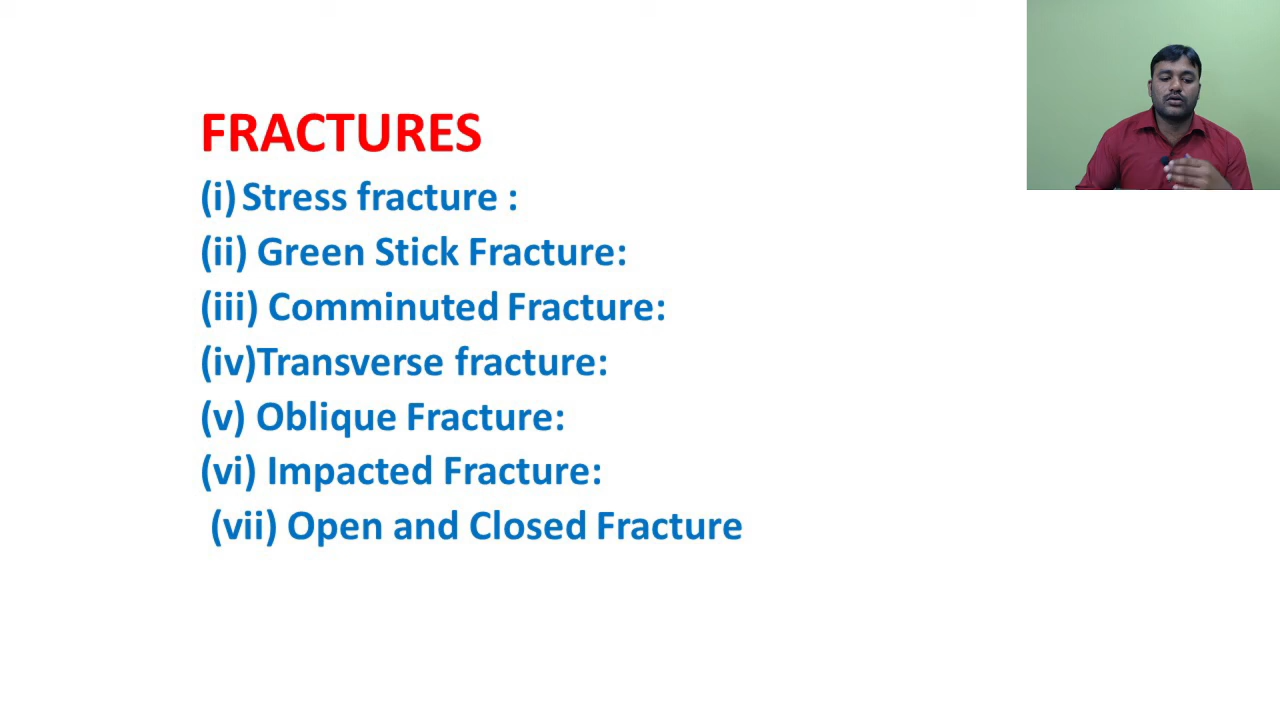 FRACTURES
(i) Stress fracture :
(ii) Green Stick Fracture:
(iii) Comminuted Fracture:
(iv)Transverse fracture:
(v) Oblique Fracture:
(vi) Impacted Fracture:
(vii) Open and Closed Fracture